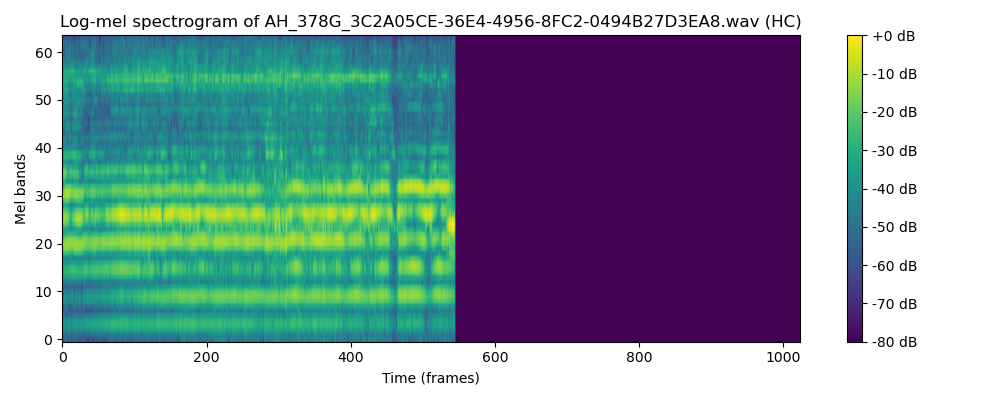 Log-mel spectrogram of AH_378G_3C2A05CE-36E4-4956-8FC2-0494B27D3EA8.wav (HC)
Mel bands
60
50
40
30
20
10
0
0 200 400 600 800 1000
Time (frames)
+0 dB
-10 dB
-20 dB
-30 dB
-40 dB
-50 dB
-60 dB
-70 dB
-80 dB